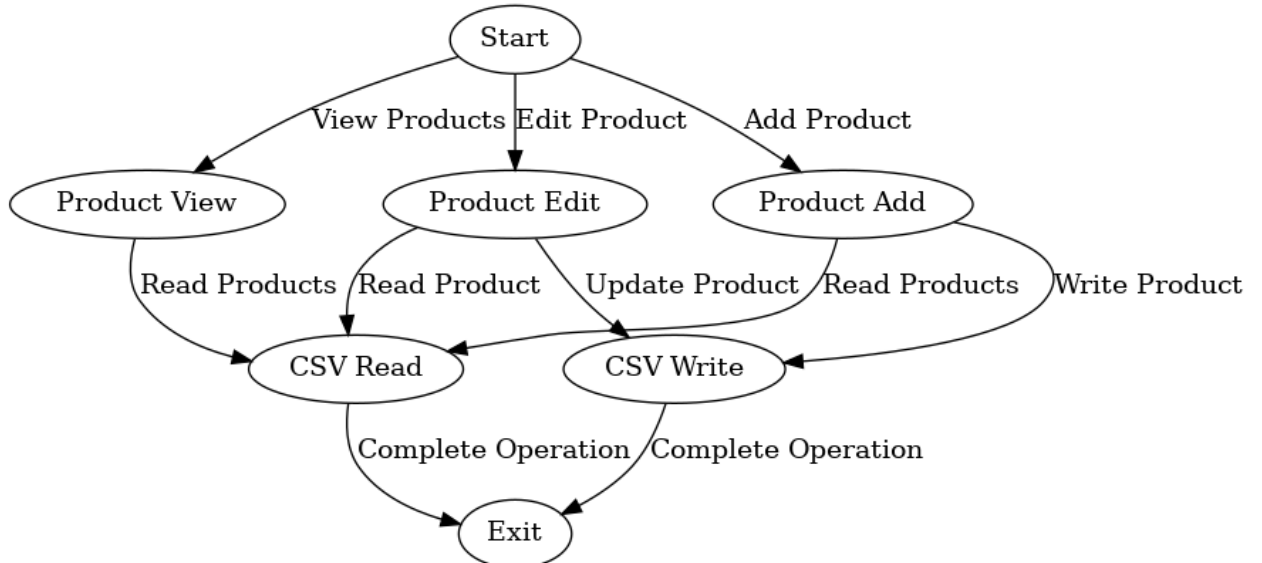 Start
View Products
Edit Product
Add Product
Product View
Product Edit
Product Add
Read Products
Read Product
Update Product
Read Products
Write Product
CSV Read
CSV Write
Complete Operation
Complete Operation
Exit